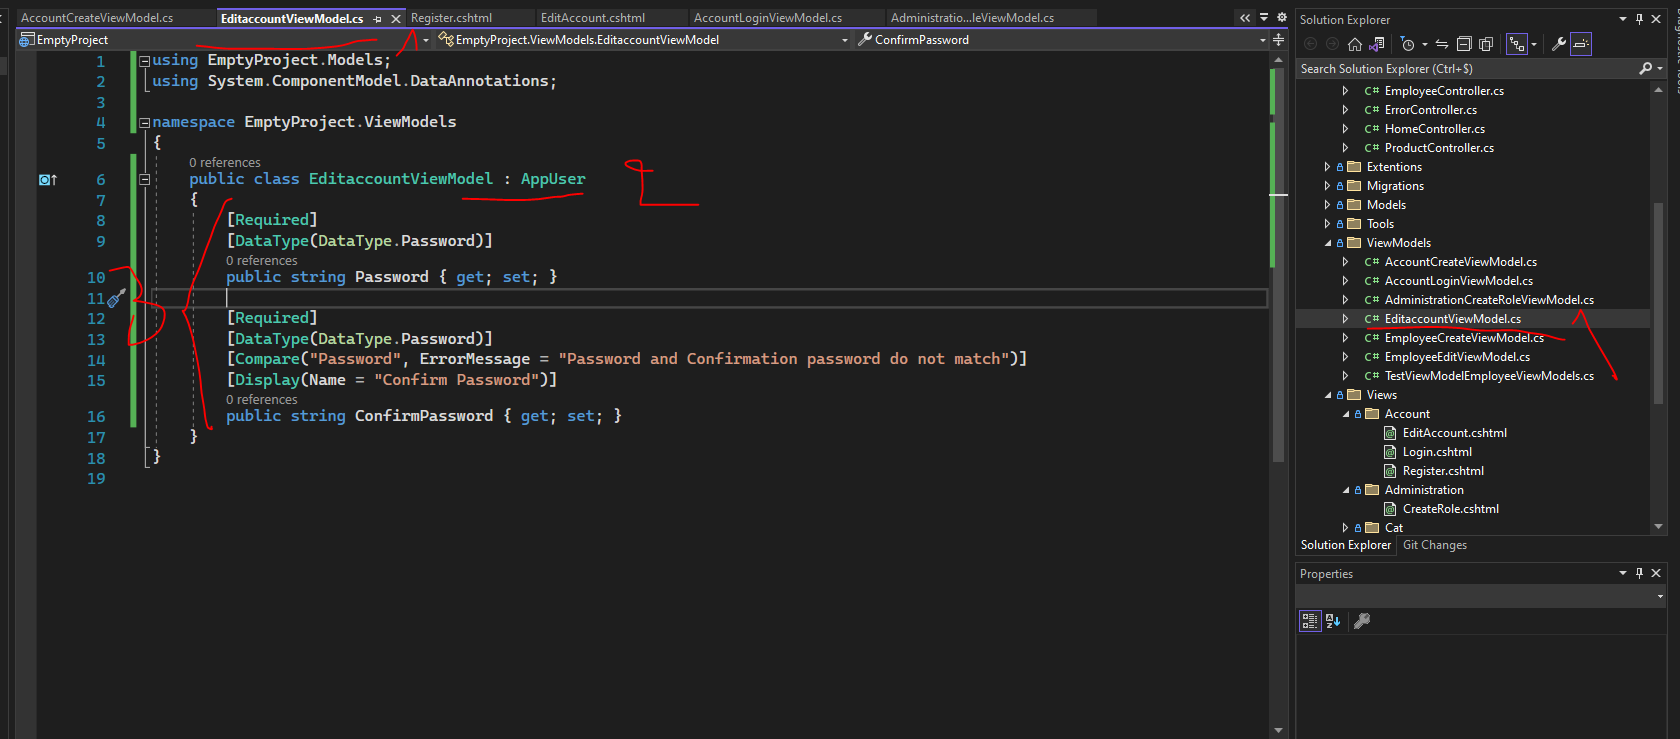 AccountCreateViewModel.cs EditaccountViewModel.cs Register.cshtml EditAccount.cshtml AccountLoginViewModel.cs Administratio...leViewModel.cs
EmptyProject EmptyProject.ViewModels.EditaccountViewModel ConfirmPassword
1 using EmptyProject.Models;
2 using System.ComponentModel.DataAnnotations;
3
4 namespace EmptyProject.ViewModels
5 {
0 references
6 public class EditaccountViewModel : AppUser
7 {
8 [Required]
9 [DataType(DataType.Password)]
0 references
10 public string Password { get; set; }
11
12 [Required]
13 [DataType(DataType.Password)]
14 [Compare("Password", ErrorMessage = "Password and Confirmation password do not match")]
15 [Display(Name = "Confirm Password")]
0 references
16 public string ConfirmPassword { get; set; }
17 }
18 }
19
Solution Explorer
Search Solution Explorer (Ctrl+$)
C# EmployeeController.cs
C# ErrorController.cs
C# HomeController.cs
C# ProductController.cs
Extentions
Migrations
Models
Tools
ViewModels
C# AccountCreateViewModel.cs
C# AccountLoginViewModel.cs
C# AdministrationCreateRoleViewModel.cs
C# EditaccountViewModel.cs
C# EmployeeCreateViewModel.cs
C# EmployeeEditViewModel.cs
C# TestViewModelEmployeeViewModels.cs
Views
Account
EditAccount.cshtml
Login.cshtml
Register.cshtml
Administration
CreateRole.cshtml
Cat
Solution Explorer Git Changes
Properties